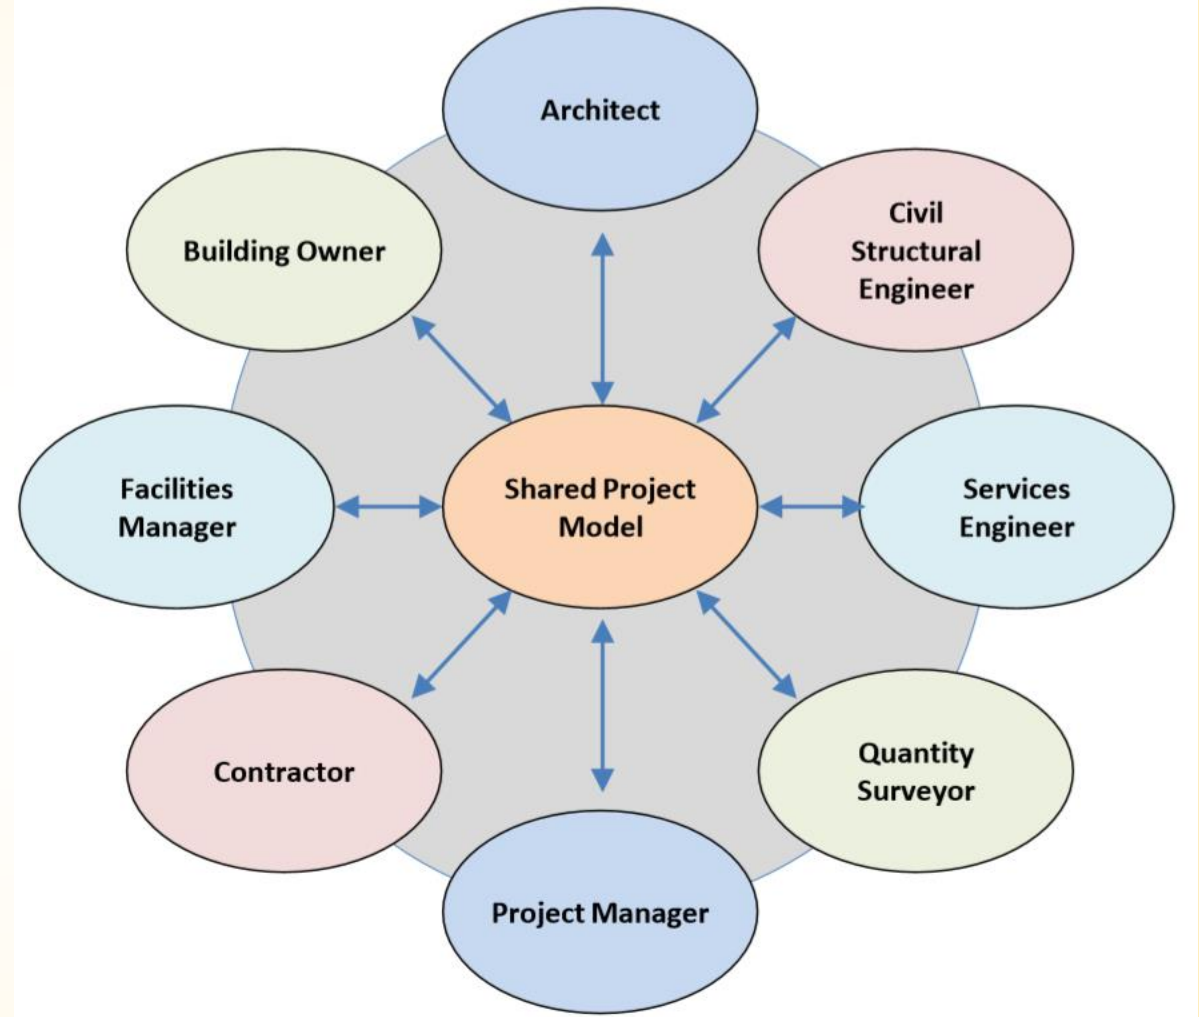 Architect
Building Owner
Civil
Structural
Engineer
Facilities
Manager
Shared Project
Model
Services
Engineer
Contractor
Quantity
Surveyor
Project Manager